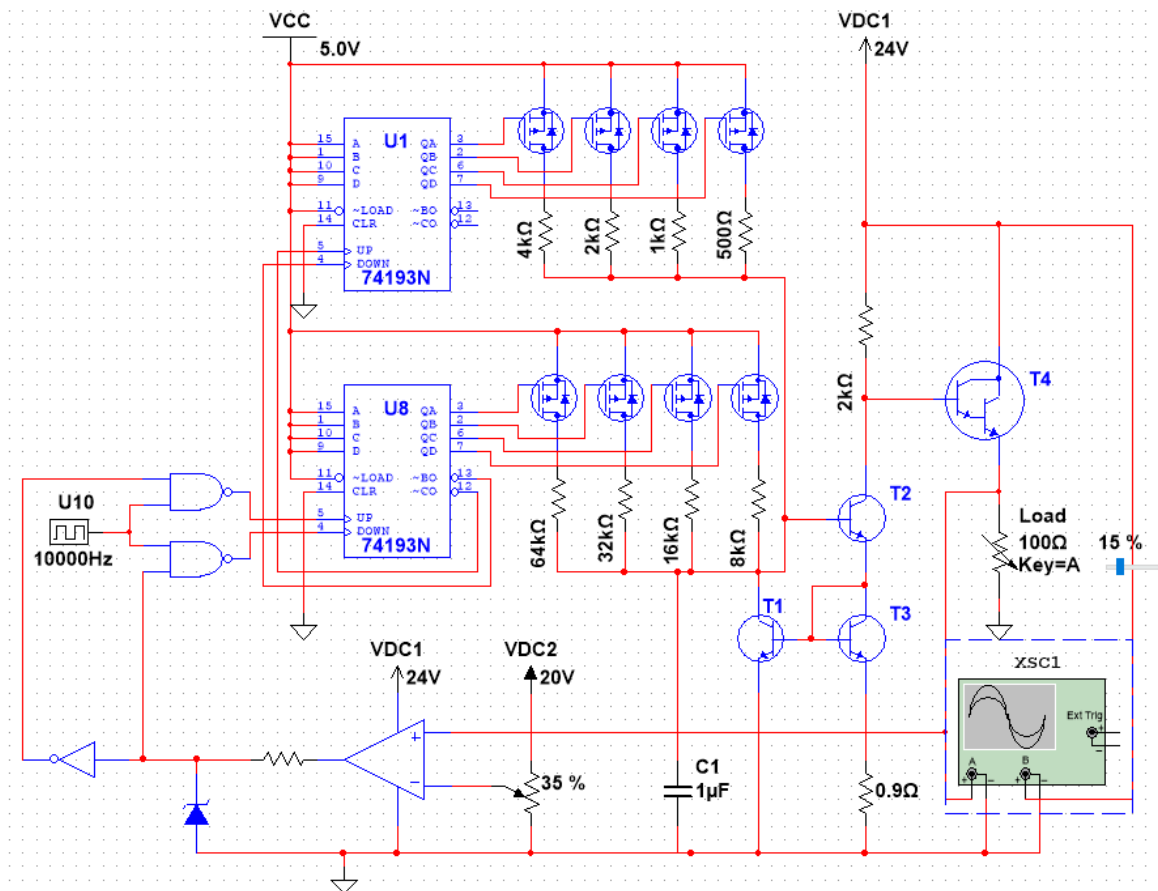 VCC
5.0V
VDC1
24V
U1
15 A QA 3
1 B QB 2
10 C QC 6
9 D QD 7
11 ~LOAD ~BO 13
14 CLR ~CO 12
5 UP
4 DOWN
74193N
4kΩ
2kΩ
1kΩ
500Ω
U8
15 A QA 3
1 B QB 2
10 C QC 6
9 D QD 7
11 ~LOAD ~BO 13
14 CLR ~CO 12
5 UP
4 DOWN
74193N
64kΩ
32kΩ
16kΩ
8kΩ
2kΩ
T4
T2
T1
T3
U10
10000Hz
Load
100Ω
Key=A
15 %
VDC1
24V
VDC2
20V
+
−
35 %
C1
1µF
0.9Ω
XSC1
Ext Trig
+
−
A
B
+ −
+ −